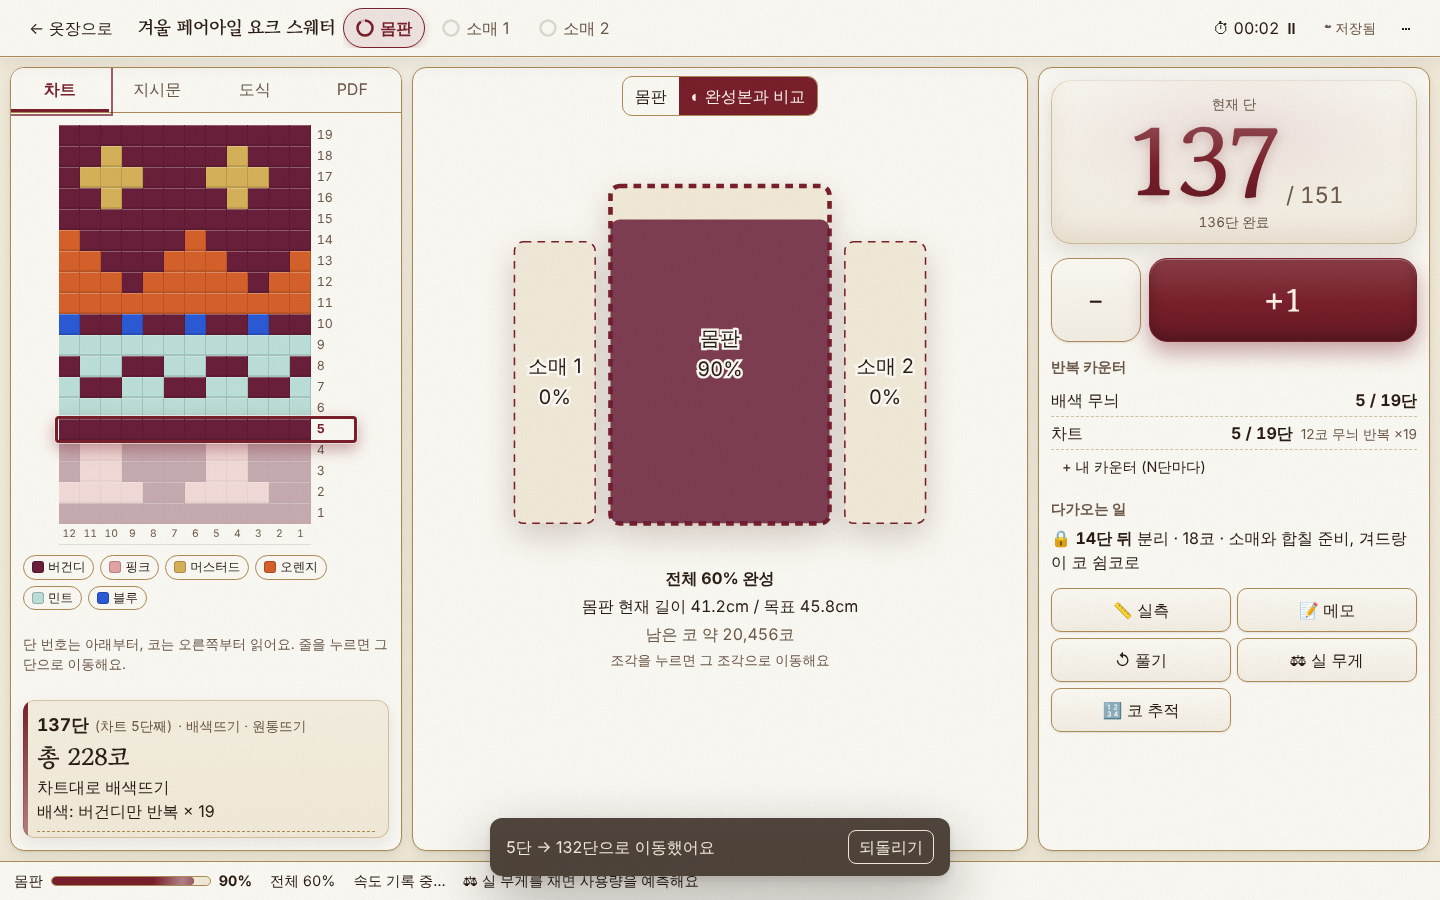 ← 옷장으로
겨울 페어아일 요크 스웨터
몸판
소매 1
소매 2
00:02
저장됨
차트
지시문
도식
PDF
19
18
17
16
15
14
13
12
11
10
9
8
7
6
5
4
3
2
1
12 11 10 9 8 7 6 5 4 3 2 1
버건디
핑크
머스터드
오렌지
민트
블루
단 번호는 아래부터, 코는 오른쪽부터 읽어요. 줄을 누르면 그
단으로 이동해요.
137단 (차트 5단째) · 배색뜨기 · 원통뜨기
총 228코
차트대로 배색뜨기
배색: 버건디만 반복 × 19
몸판
완성본과 비교
소매 1
0%
몸판
90%
소매 2
0%
전체 60% 완성
몸판 현재 길이 41.2cm / 목표 45.8cm
남은 코 약 20,456코
조각을 누르면 그 조각으로 이동해요
현재 단
137 / 151
136단 완료
−
+1
반복 카운터
배색 무늬 5 / 19단
차트 5 / 19단 12코 무늬 반복 ×19
+ 내 카운터 (N단마다)
다가오는 일
14단 뒤 분리 · 18코 · 소매와 합칠 준비, 겨드랑
이 코 쉼코로
실측
메모
풀기
실 무게
1234 코 추적
5단 → 132단으로 이동했어요
되돌리기
몸판 90% 전체 60% 속도 기록 중… 실 무게를 재면 사용량을 예측해요